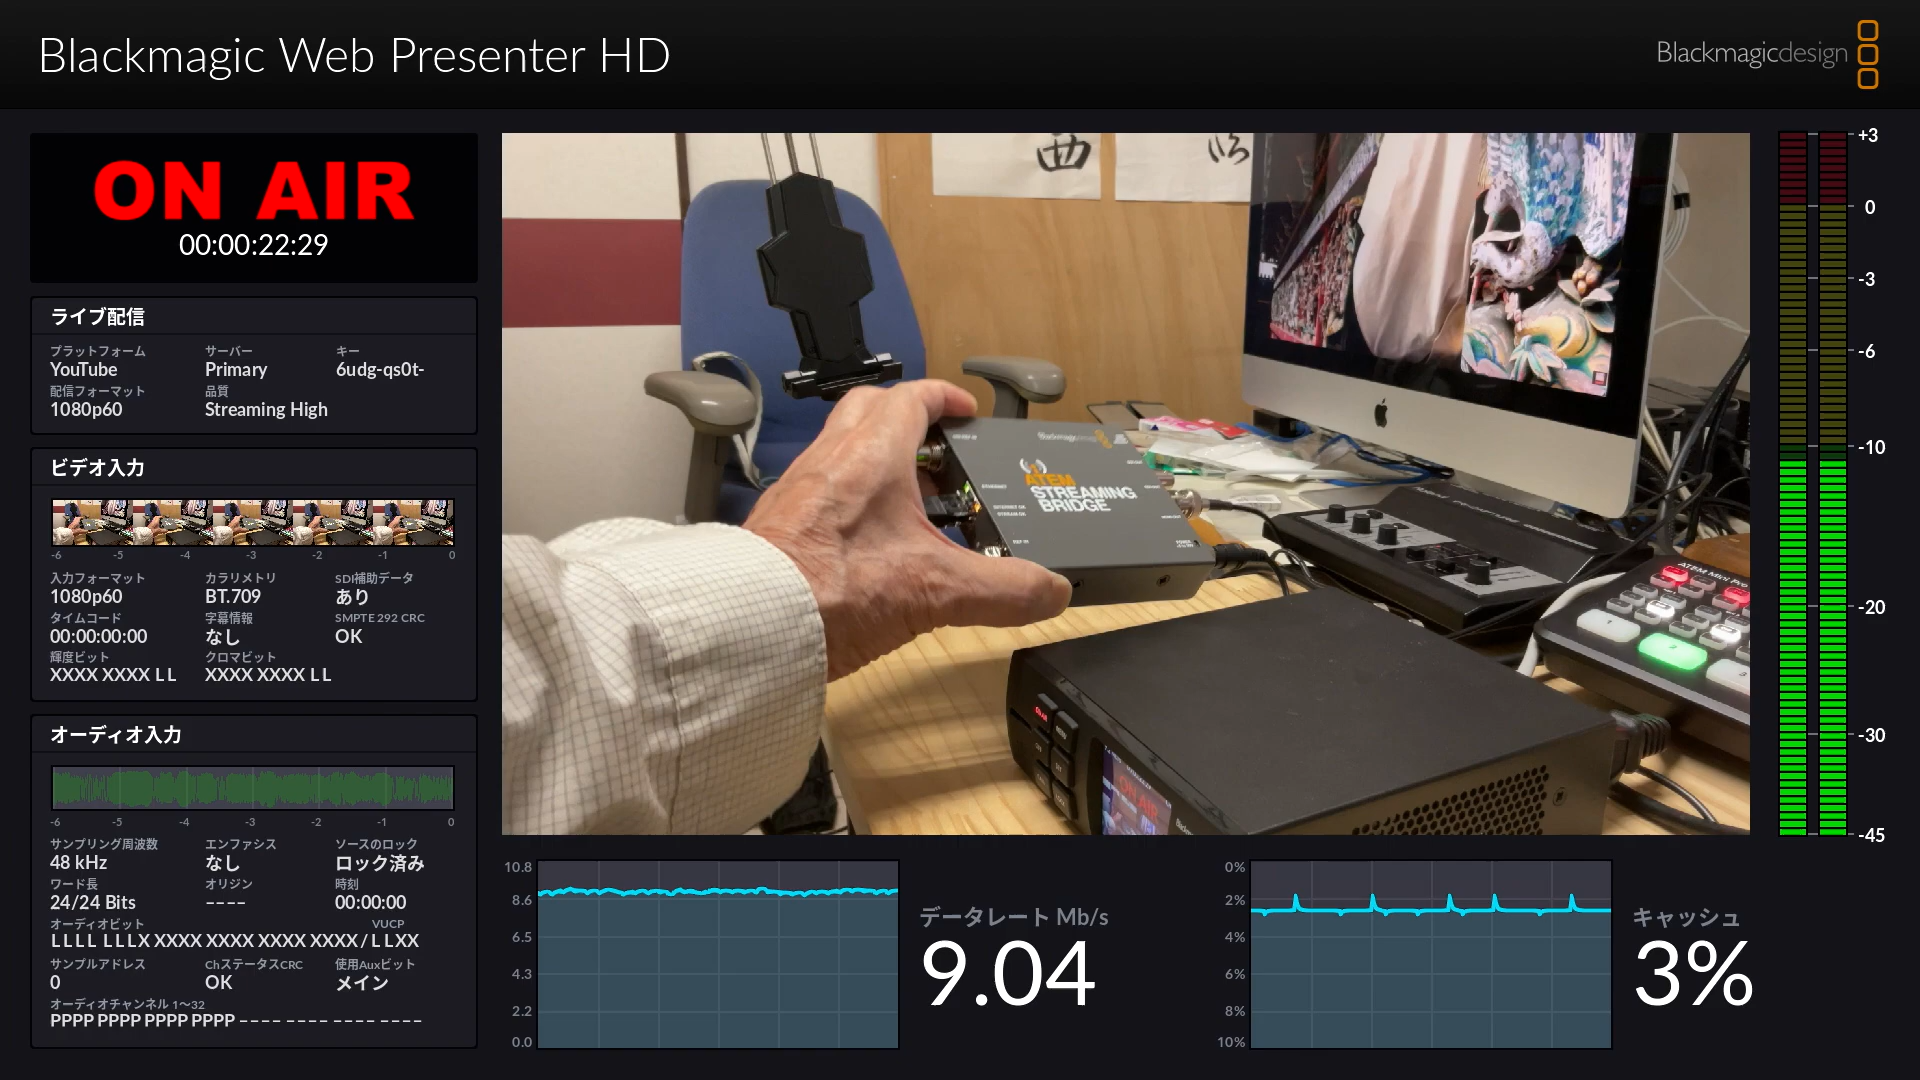 Blackmagic Web Presenter HD
Blackmagicdesign
ON AIR
00:00:22:29
ライブ配信
プラットフォーム サーバー キー
YouTube Primary 6udg-qs0t-
配信フォーマット 品質
1080p60 Streaming High
ビデオ入力
-6 -5 -4 -3 -2 -1 0
入力フォーマット カラリメトリ SDI補助データ
1080p60 BT.709 あり
タイムコード 字幕情報 SMPTE 292 CRC
00:00:00:00 なし OK
輝度ビット クロマビット
XXXX XXXX LL XXXX XXXX LL
オーディオ入力
-6 -5 -4 -3 -2 -1 0
サンプリング周波数 エンファシス ソースのロック
48 kHz なし ロック済み
ワード長 オリジン 時刻
24/24 Bits ---- 00:00:00
オーディオビット VUCP
LLLL LLLX XXXX XXXX XXXX XXXX / LLXX
サンプルアドレス ChステータスCRC 使用Auxビット
0 OK メイン
オーディオチャンネル 1〜32
PPPP PPPP PPPP PPPP ---- ---- ---- ----
西
ATEM
STREAMING
BRIDGE
ATEM Mini Pro
ON AIR
+3
0
-3
-6
-10
-20
-30
-45
10.8
8.6
6.5
4.3
2.2
0.0
データレート Mb/s
9.04
0%
2%
4%
6%
8%
10%
キャッシュ
3%